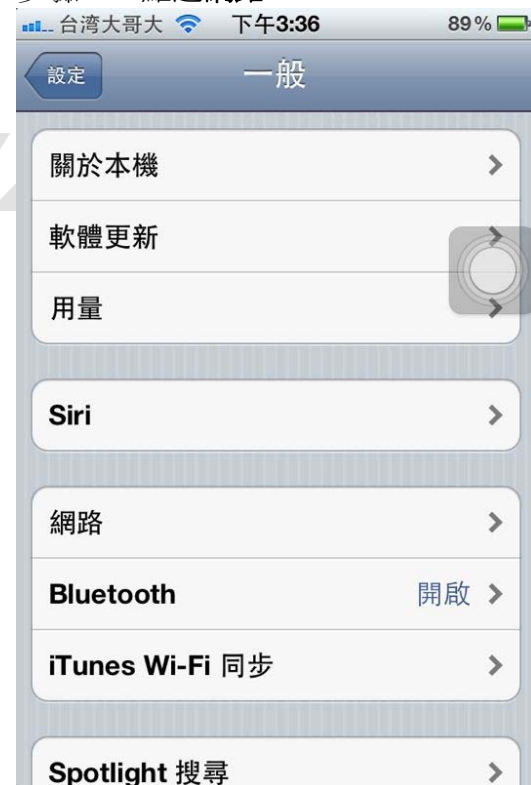 台湾大哥大 下午3:36 89%
設定 一般
關於本機
軟體更新
用量
Siri
網路
Bluetooth 開啟
iTunes Wi-Fi 同步
Spotlight 搜尋